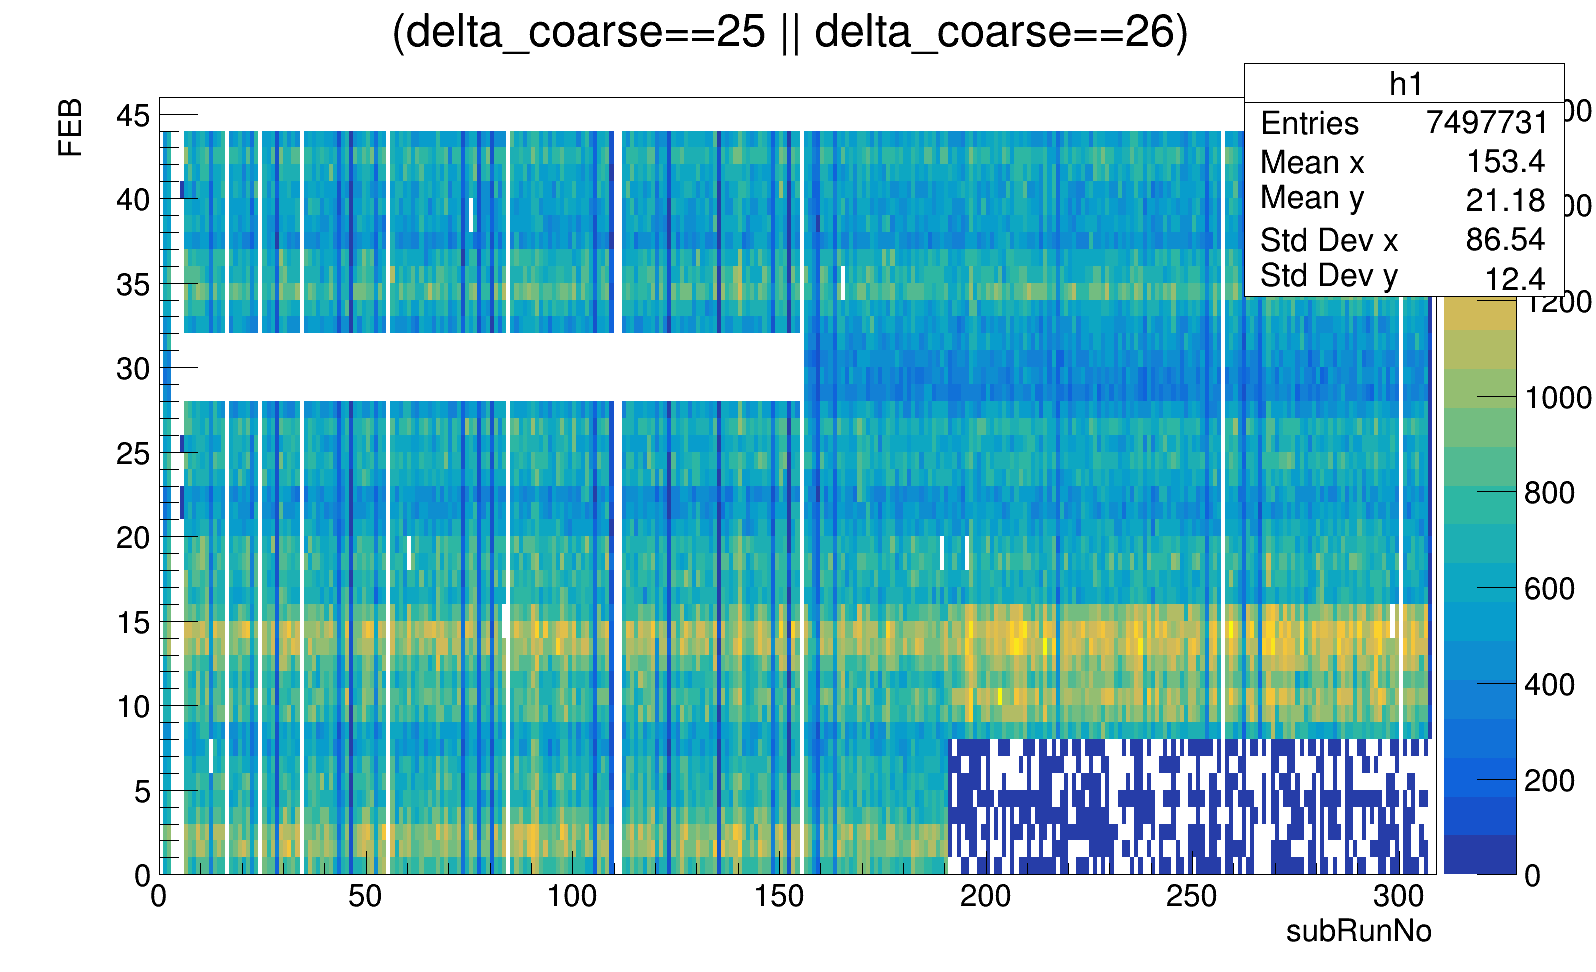 (delta_coarse==25 || delta_coarse==26)
h1
Entries 7497731
Mean x 153.4
Mean y 21.18
Std Dev x 86.54
Std Dev y 12.4
FEB
45
40
35
30
25
20
15
10
5
0
0 50 100 150 200 250 300
subRunNo
1200
1000
800
600
400
200
0